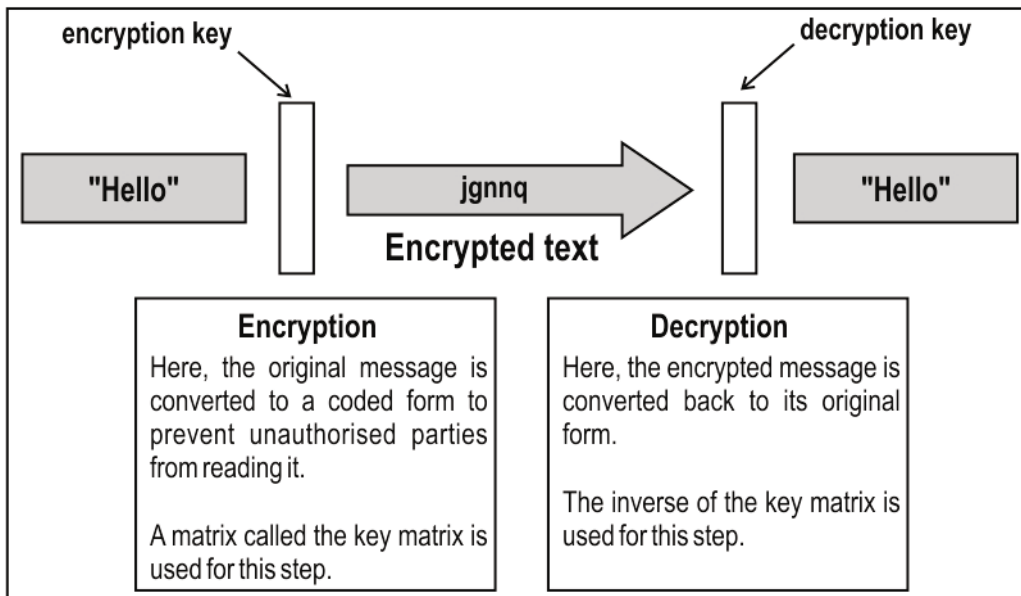 encryption key
decryption key
"Hello"
jgnnq
"Hello"
Encrypted text
Encryption
Here, the original message is
converted to a coded form to
prevent unauthorised parties
from reading it.
A matrix called the key matrix is
used for this step.
Decryption
Here, the encrypted message is
converted back to its original
form.
The inverse of the key matrix is
used for this step.